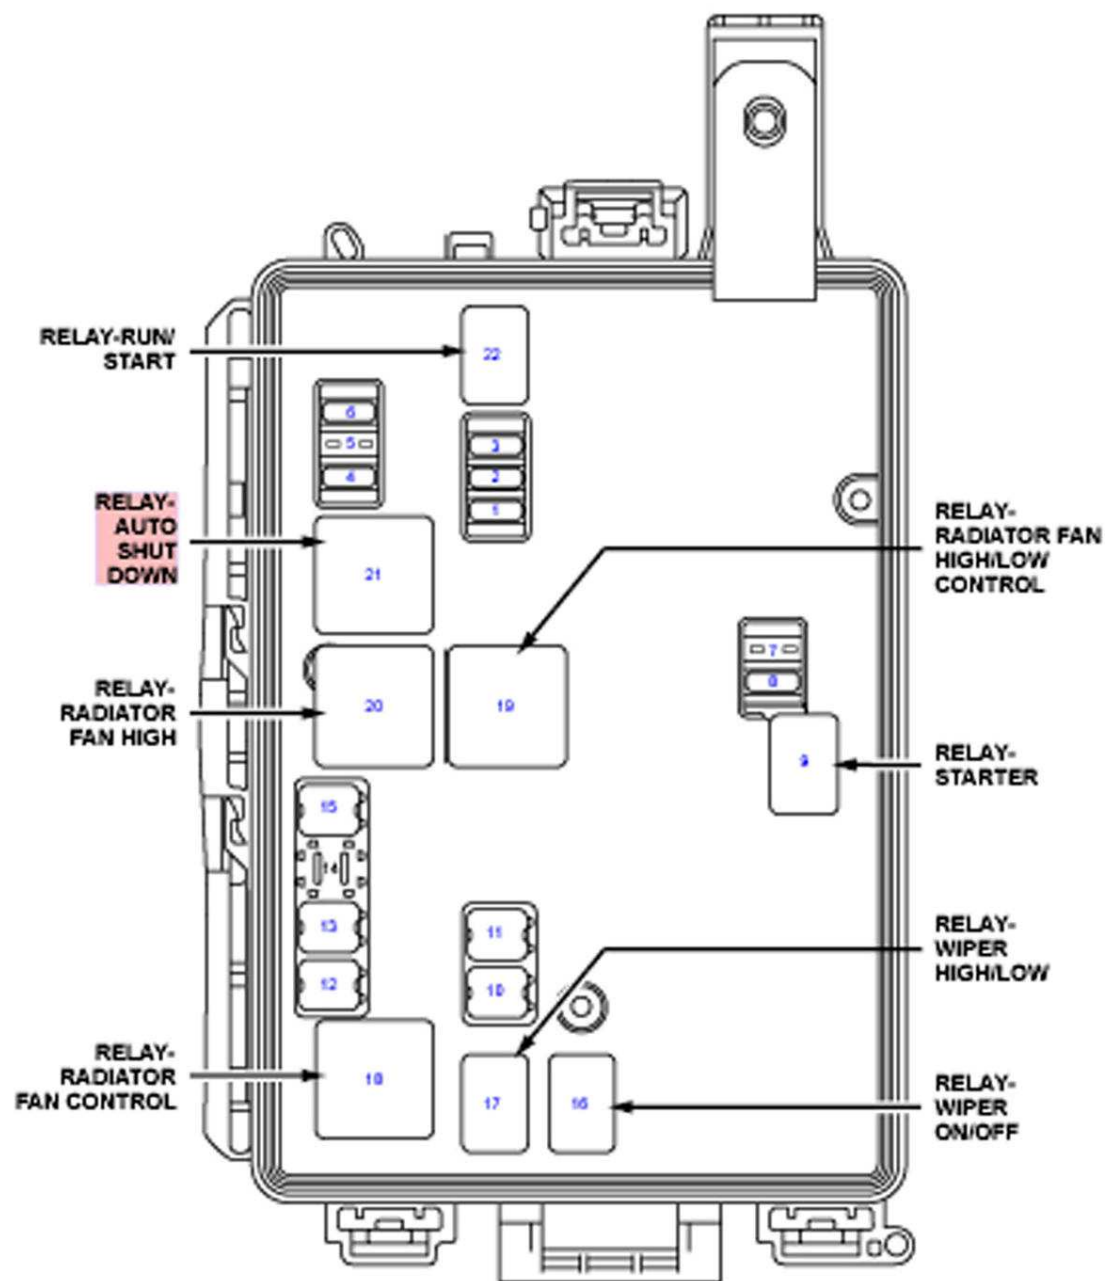 RELAY-RUN/
START
22
6
5
4
3
2
1
RELAY-
AUTO
SHUT
DOWN
21
RELAY-
RADIATOR FAN
HIGH/LOW
CONTROL
7
8
RELAY-
RADIATOR
FAN HIGH
20
19
9
RELAY-
STARTER
15
14
13
12
11
10
RELAY-
WIPER
HIGH/LOW
RELAY-
RADIATOR
FAN CONTROL
18
17
16
RELAY-
WIPER
ON/OFF